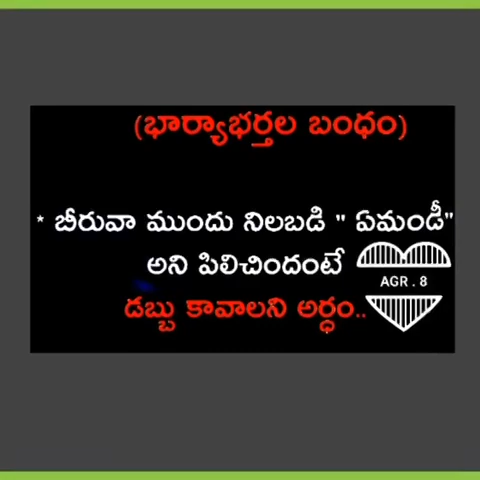 (భార్యాభర్తల బంధం)
* బీరువా ముందు నిలబడి " ఏమండీ"
అని పిలిచిందంటే
AGR . 8
డబ్బు కావాలని అర్ధం..